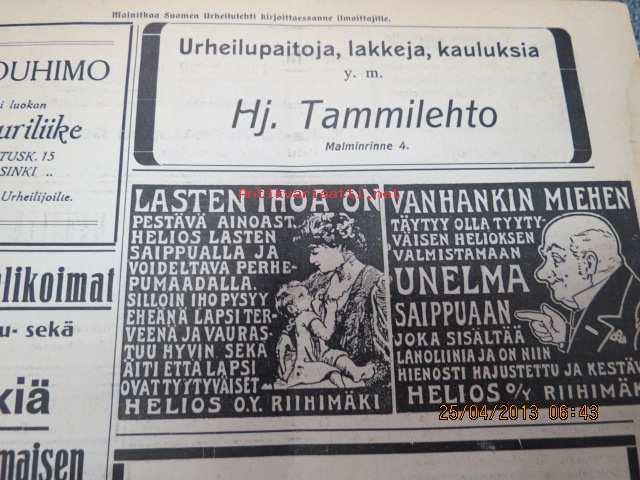 Mainitkaa Suomen Urheilulehti kirjoittaessanne ilmoittajille.
OUHIMO
i luokan
uriliike
TUSK. 15
SINKI ..
Urheilijoille.
likoimat
u- sekä
kiä
maisen
Urheilupaitoja, lakkeja, kauluksia
y. m.
Hj. Tammilehto
Malminrinne 4.
LASTEN IHOA ON
PESTÄVÄ AINOAST.
HELIOS LASTEN
SAIPPUALLA JA
VOIDELTAVA PERHE-
PUMAADALLA.
SILLOIN IHO PYSYY
EHEÄNÄ LAPSI TER-
VEENÄ JA VAURAS-
TUU HYVIN SEKÄ
ÄITI ETTÄ LAPSI
OVAT TYYTYVÄISET
HELIOS O.Y. RIIHIMÄKI
VANHANKIN MIEHEN
TÄYTYY OLLA TYYTY-
VÄISEN HELIOKSEN
VALMISTAMAAN
UNELMA
SAIPPUAAN
JOKA SISÄLTÄÄ
LANOLIINIA JA ON NIIN
HIENOSTI HAJUSTETTU JA KESTÄV
HELIOS O/Y RIIHIMÄK
25/04/2013 06:43